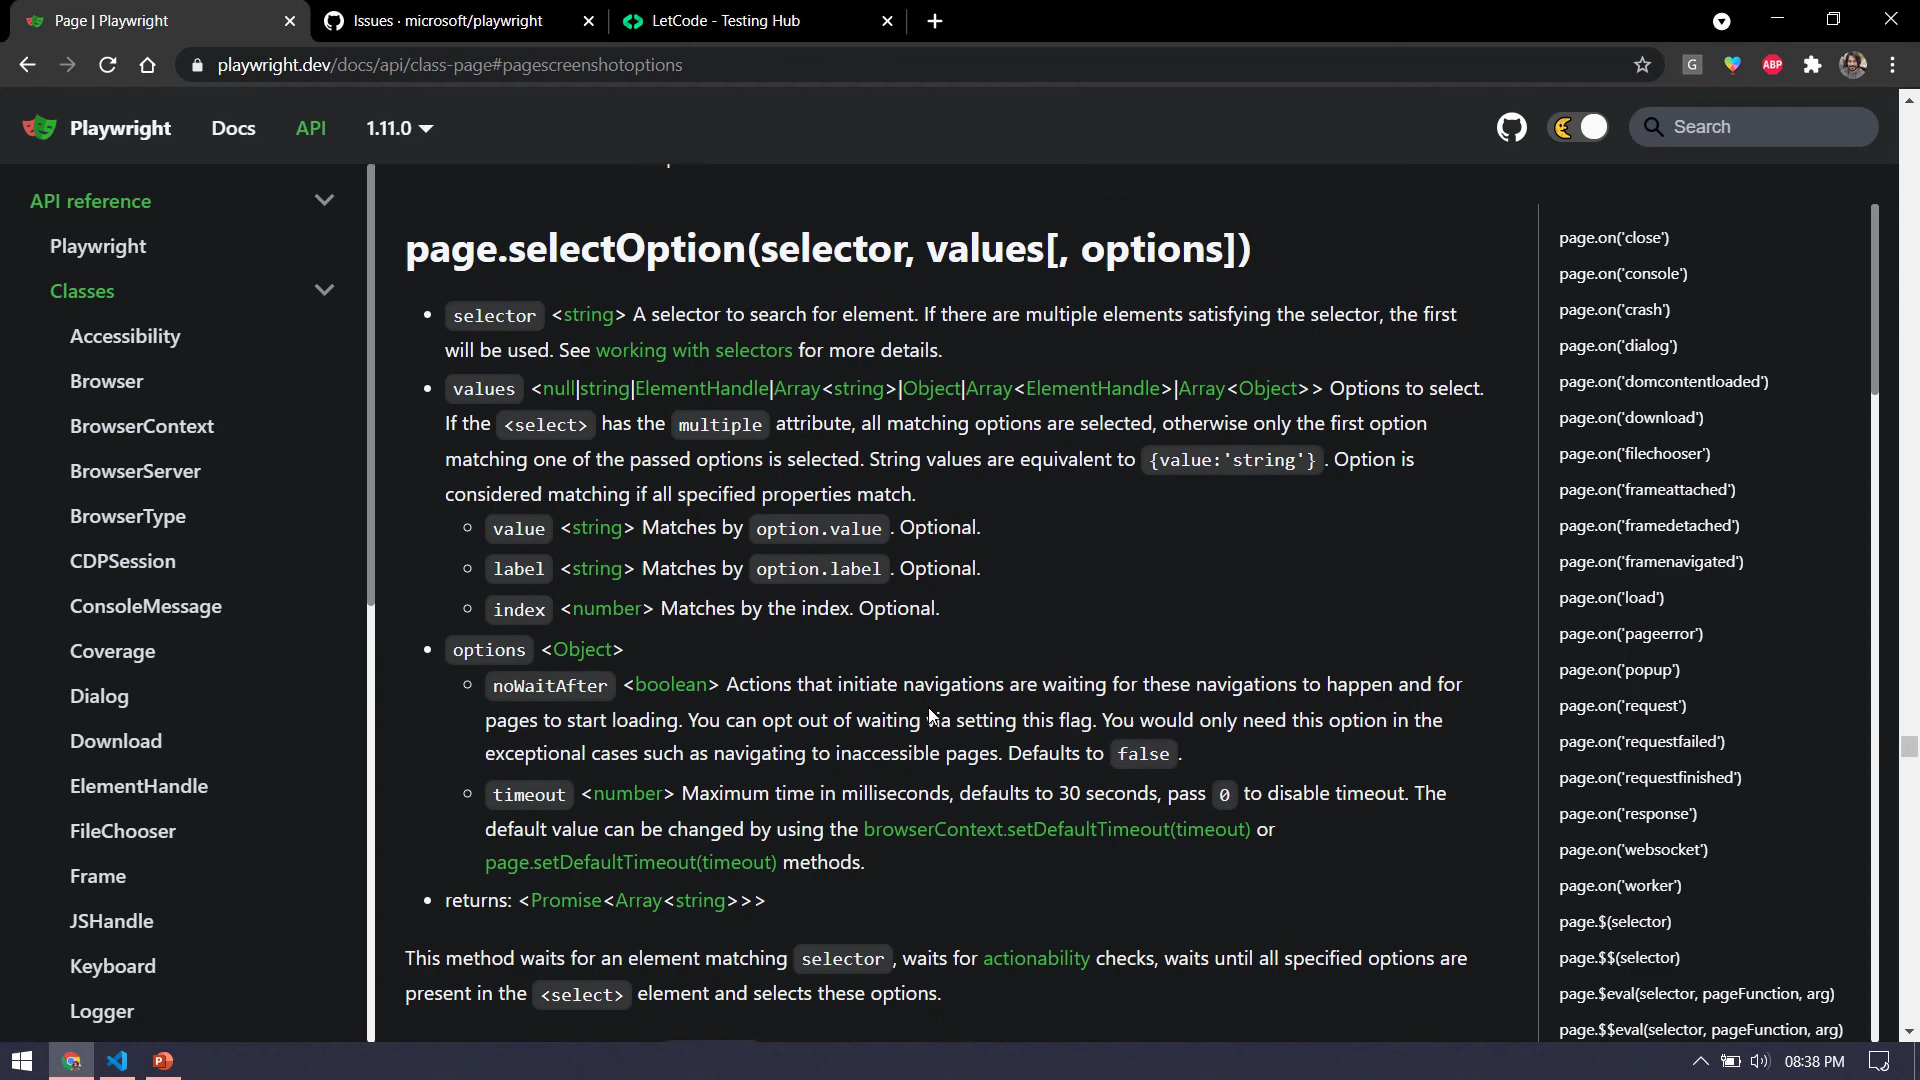 Page | Playwright
Issues · microsoft/playwright
LetCode - Testing Hub
playwright.dev/docs/api/class-page#pagescreenshotoptions
G
ABP
Playwright
Docs
API
1.11.0
Search
API reference
Playwright
Classes
Accessibility
Browser
BrowserContext
BrowserServer
BrowserType
CDPSession
ConsoleMessage
Coverage
Dialog
Download
ElementHandle
FileChooser
Frame
JSHandle
Keyboard
Logger
page.selectOption(selector, values[, options])
selector <string> A selector to search for element. If there are multiple elements satisfying the selector, the first
will be used. See working with selectors for more details.
values <null|string|ElementHandle|Array<string>|Object|Array<ElementHandle>|Array<Object>> Options to select.
If the <select> has the multiple attribute, all matching options are selected, otherwise only the first option
matching one of the passed options is selected. String values are equivalent to {value:'string'}. Option is
considered matching if all specified properties match.
value <string> Matches by option.value. Optional.
label <string> Matches by option.label. Optional.
index <number> Matches by the index. Optional.
options <Object>
noWaitAfter <boolean> Actions that initiate navigations are waiting for these navigations to happen and for
pages to start loading. You can opt out of waiting via setting this flag. You would only need this option in the
exceptional cases such as navigating to inaccessible pages. Defaults to false.
timeout <number> Maximum time in milliseconds, defaults to 30 seconds, pass 0 to disable timeout. The
default value can be changed by using the browserContext.setDefaultTimeout(timeout) or
page.setDefaultTimeout(timeout) methods.
returns: <Promise<Array<string>>>
This method waits for an element matching selector, waits for actionability checks, waits until all specified options are
present in the <select> element and selects these options.
page.on('close')
page.on('console')
page.on('crash')
page.on('dialog')
page.on('domcontentloaded')
page.on('download')
page.on('filechooser')
page.on('frameattached')
page.on('framedetached')
page.on('framenavigated')
page.on('load')
page.on('pageerror')
page.on('popup')
page.on('request')
page.on('requestfailed')
page.on('requestfinished')
page.on('response')
page.on('websocket')
page.on('worker')
page.$(selector)
page.$$(selector)
page.$eval(selector, pageFunction, arg)
page.$$eval(selector, pageFunction, arg)
08:38 PM